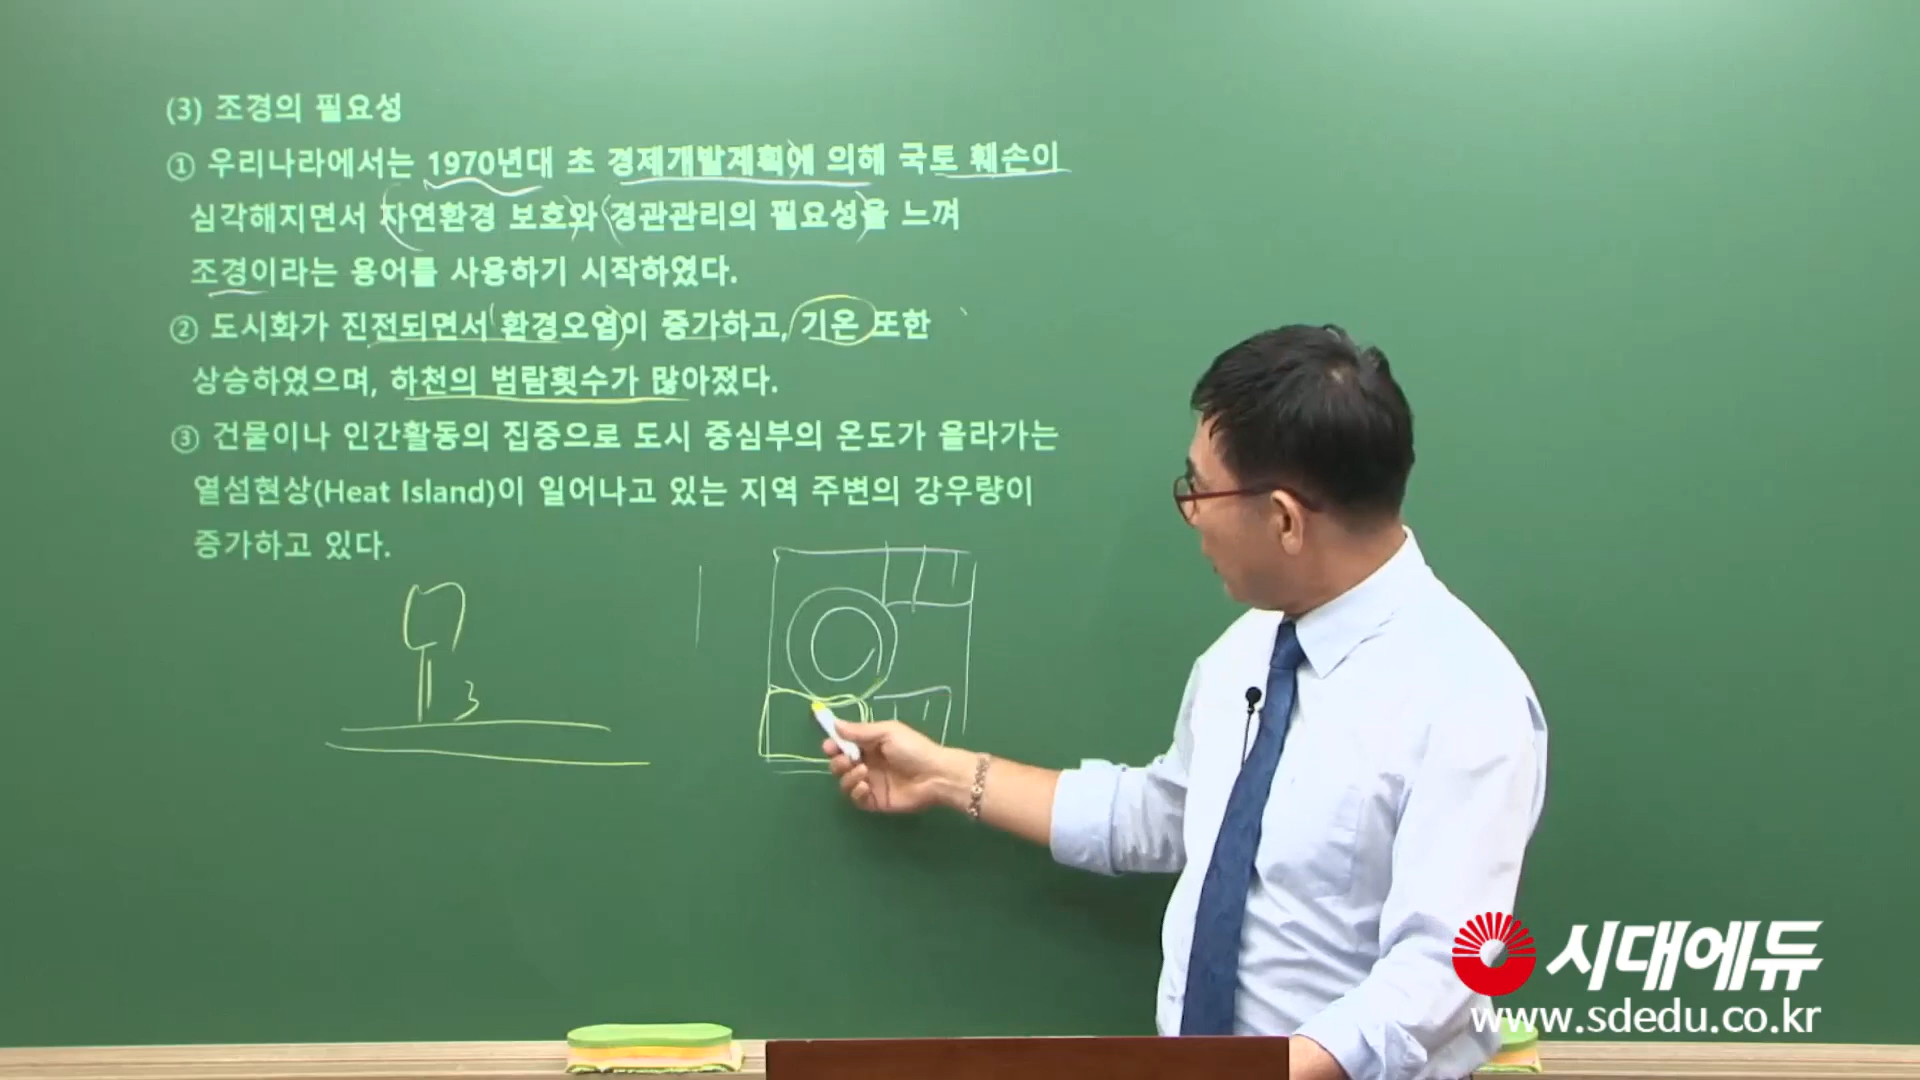 (3) 조경의 필요성
① 우리나라에서는 1970년대 초 경제개발계획에 의해 국토 훼손이
심각해지면서 자연환경 보호와 경관관리의 필요성을 느껴
조경이라는 용어를 사용하기 시작하였다.
② 도시화가 진전되면서 환경오염이 증가하고, 기온 또한
상승하였으며, 하천의 범람횟수가 많아졌다.
③ 건물이나 인간활동의 집중으로 도시 중심부의 온도가 올라가는
열섬현상(Heat Island)이 일어나고 있는 지역 주변의 강우량이
증가하고 있다.
시대에듀
www.sdedu.co.kr